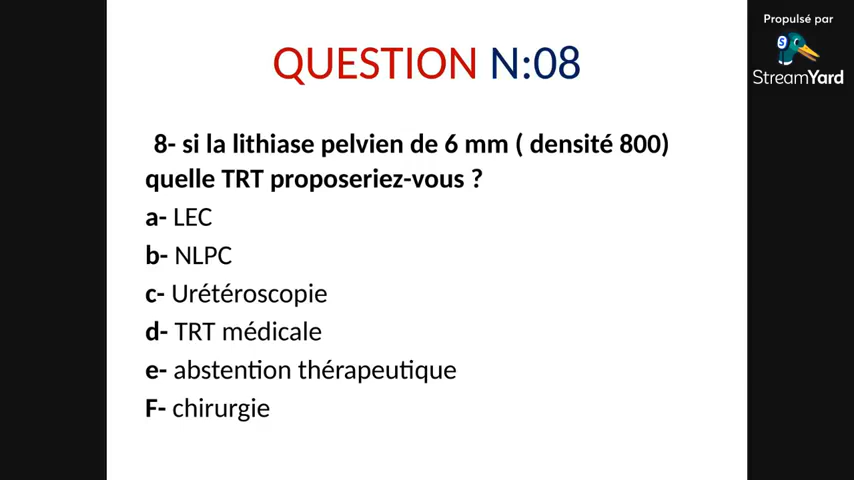 Propulsé par
StreamYard
QUESTION N:08
8- si la lithiase pelvien de 6 mm ( densité 800)
quelle TRT proposeriez-vous ?
a- LEC
b- NLPC
c- Urétéroscopie
d- TRT médicale
e- abstention thérapeutique
F- chirurgie